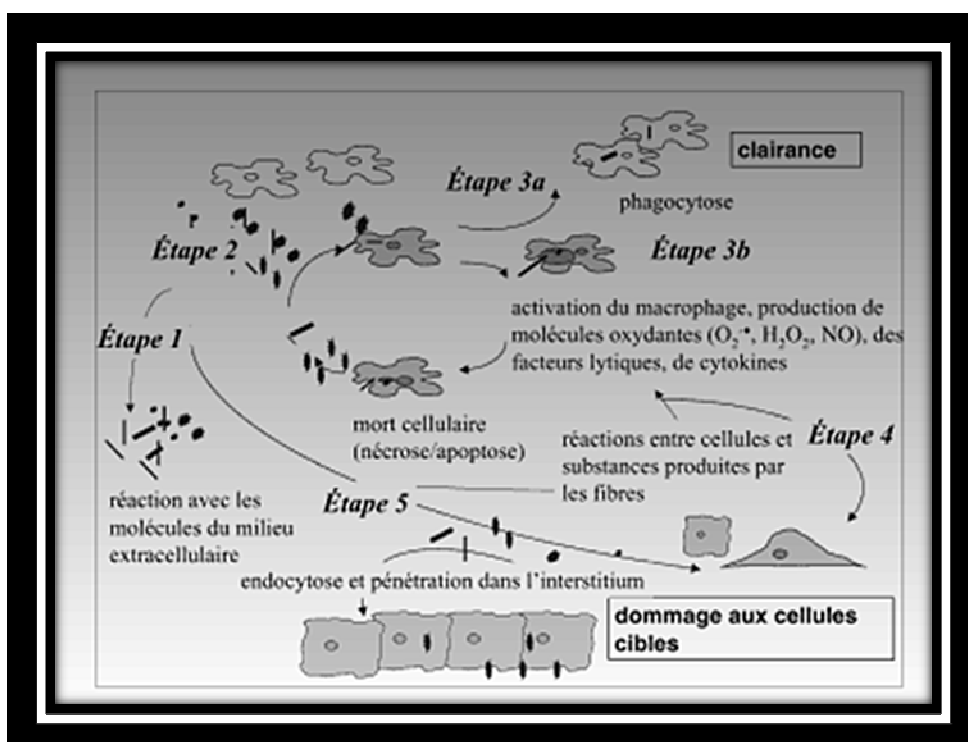 clairance
Étape 3a
phagocytose
Étape 2
Étape 3b
activation du macrophage, production de
molécules oxydantes (O₂⁻•, H₂O₂, NO), des
facteurs lytiques, de cytokines
Étape 1
mort cellulaire
(nécrose/apoptose)
réactions entre cellules et
substances produites par
les fibres
Étape 4
réaction avec les
molécules du milieu
extracellulaire
Étape 5
endocytose et pénétration dans l'interstitium
dommage aux cellules
cibles